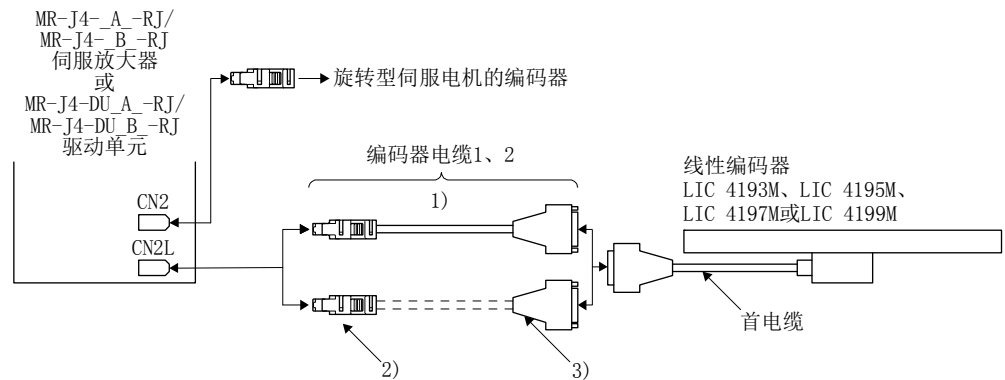 MR-J4-_A_-RJ/
MR-J4-_B_-RJ
伺服放大器
或
MR-J4-DU_A_-RJ/
MR-J4-DU_B_-RJ
驱动单元
旋转型伺服电机的编码器
编码器电缆1、2
1)
线性编码器
LIC 4193M、LIC 4195M、
LIC 4197M或LIC 4199M
CN2
CN2L
首电缆
2)
3)